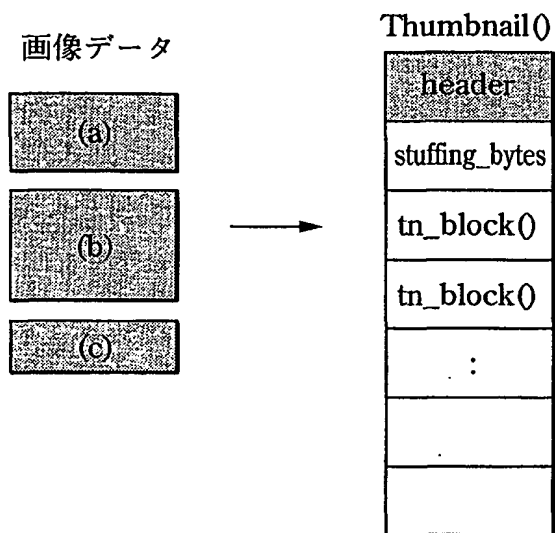 画像データ
(a)
(b)
(c)
Thumbnail()
header
stuffing_bytes
tn_block()
tn_block()
: